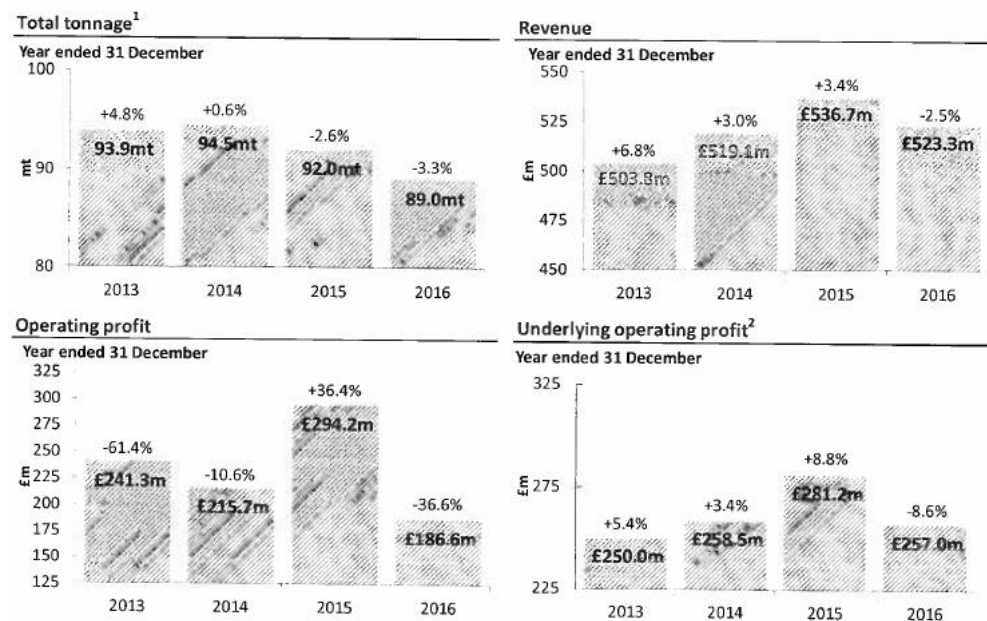 Total tonnage1
Year ended 31 December
100
90
80
mt
+4.8%
93.9mt
+0.6%
94.5mt
-2.6%
92.0mt
-3.3%
89.0mt
2013 2014 2015 2016
Revenue
Year ended 31 December
550
525
500
475
450
£m
+6.8%
£503.8m
+3.0%
£519.1m
+3.4%
£536.7m
-2.5%
£523.3m
2013 2014 2015 2016
Operating profit
Year ended 31 December
325
300
275
250
225
200
175
150
125
£m
-61.4%
£241.3m
-10.6%
£215.7m
+36.4%
£294.2m
-36.6%
£186.6m
2013 2014 2015 2016
Underlying operating profit2
Year ended 31 December
325
275
225
£m
+5.4%
£250.0m
+3.4%
£258.5m
+8.8%
£281.2m
-8.6%
£257.0m
2013 2014 2015 2016